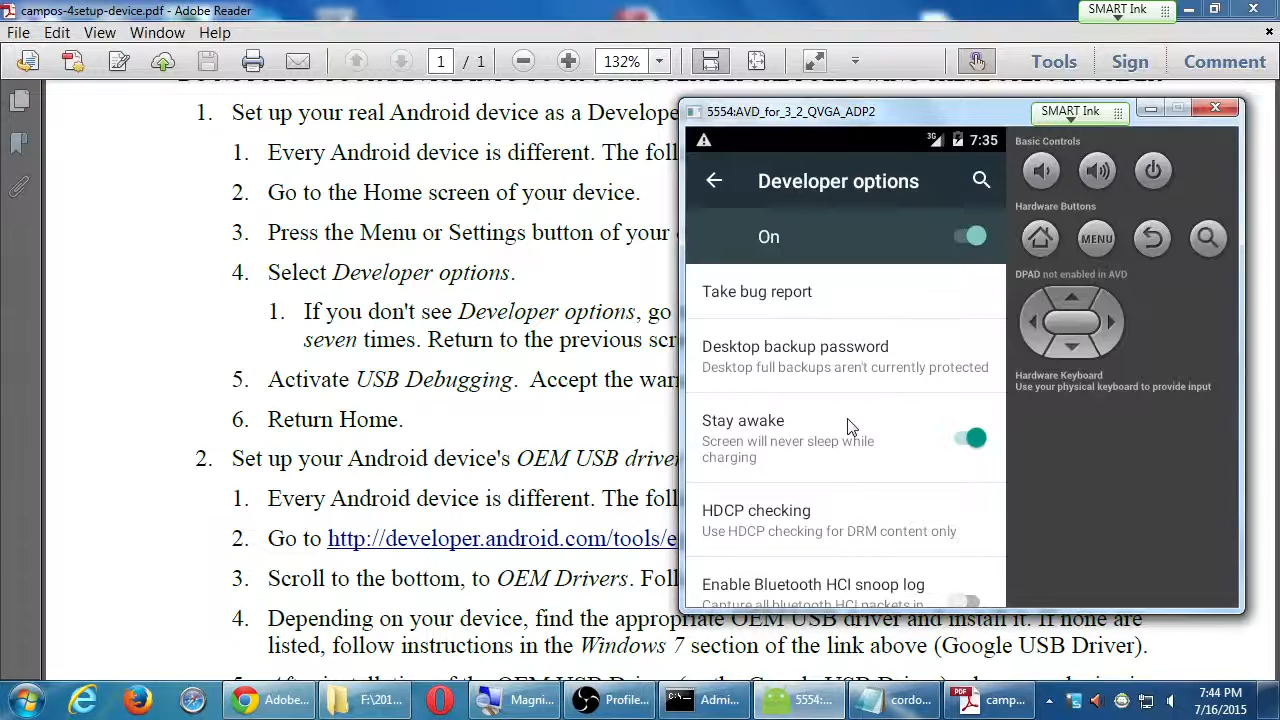 campos-4setup-device.pdf - Adobe Reader
SMART Ink
File Edit View Window Help
1 / 1
132%
Tools
Sign
Comment
1. Set up your real Android device as a Develope
1. Every Android device is different. The foll
2. Go to the Home screen of your device.
3. Press the Menu or Settings button of your
4. Select Developer options.
1. If you don't see Developer options, go
seven times. Return to the previous scr
5. Activate USB Debugging. Accept the warr
6. Return Home.
2. Set up your Android device's OEM USB driver
1. Every Android device is different. The foll
2. Go to http://developer.android.com/tools/e
3. Scroll to the bottom, to OEM Drivers. Foll
4. Depending on your device, find the appropriate OEM USB driver and install it. If none are
listed, follow instructions in the Windows 7 section of the link above (Google USB Driver).
5554:AVD_for_3_2_QVGA_ADP2
SMART Ink
3G
7:35
Developer options
On
Take bug report
Desktop backup password
Desktop full backups aren't currently protected
Stay awake
Screen will never sleep while
charging
HDCP checking
Use HDCP checking for DRM content only
Enable Bluetooth HCI snoop log
Capture all bluetooth HCI packets in
Basic Controls
Hardware Buttons
MENU
DPAD not enabled in AVD
Hardware Keyboard
Use your physical keyboard to provide input
Adobe...
F:\201...
Magni...
Profile...
Admi...
5554:...
cordo...
camp...
7:44 PM
7/16/2015